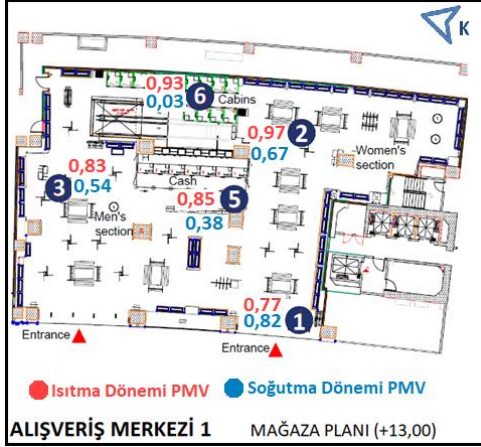 K
0,93
0,03
6
Cabins
0,97
0,67
2
Women's
section
0,83
0,54
3
Cash
0,85
0,38
5
Men's
section
0,77
0,82
1
Entrance
Entrance
Isıtma Dönemi PMV
Soğutma Dönemi PMV
ALIŞVERİŞ MERKEZİ 1
MAĞAZA PLANI (+13,00)